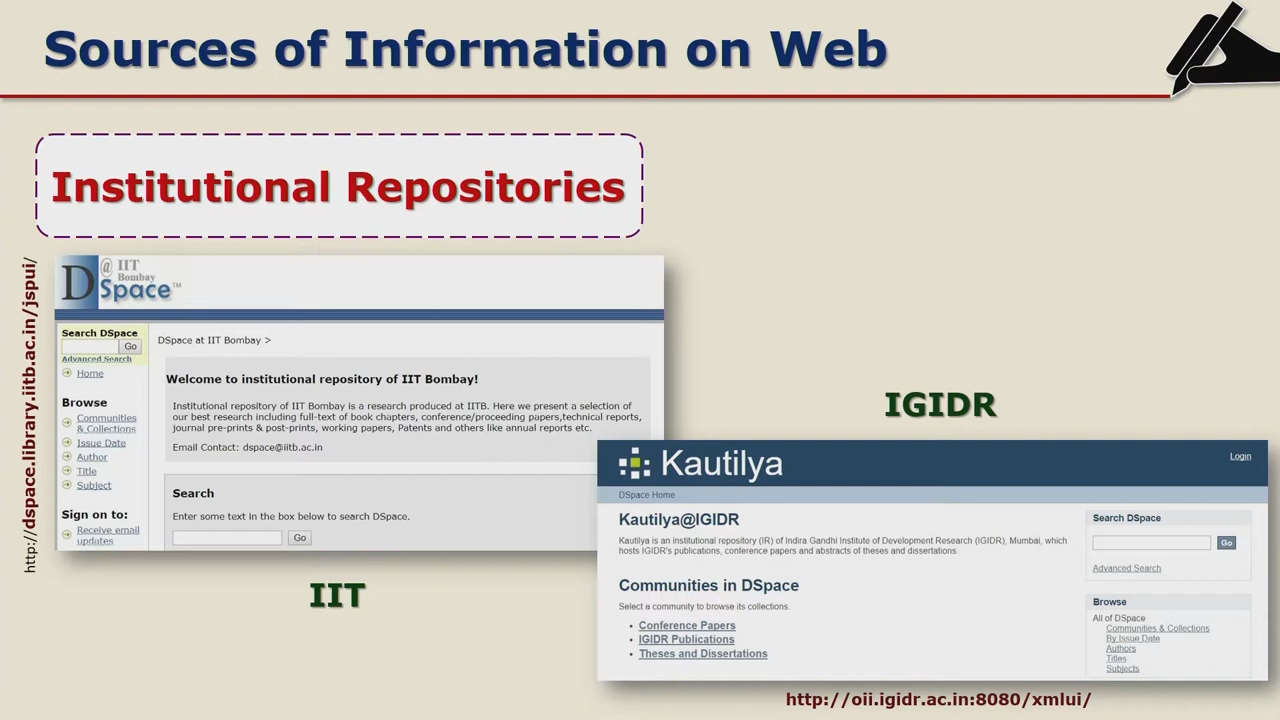 Sources of Information on Web
Institutional Repositories
http://dspace.library.iitb.ac.in/jspui/
D
@ IIT
Bombay
Space™
Search DSpace
Go
Advanced Search
Home
Browse
Communities
& Collections
Issue Date
Author
Title
Subject
Sign on to:
Receive email
updates
DSpace at IIT Bombay >
Welcome to institutional repository of IIT Bombay!
Institutional repository of IIT Bombay is a research produced at IITB. Here we present a selection of
our best research including full-text of book chapters, conference/proceeding papers,technical reports,
journal pre-prints & post-prints, working papers, Patents and others like annual reports etc.
Email Contact: dspace@iitb.ac.in
Search
Enter some text in the box below to search DSpace.
Go
IIT
IGIDR
Kautilya
Login
DSpace Home
Kautilya@IGIDR
Kautilya is an institutional repository (IR) of Indira Gandhi Institute of Development Research (IGIDR), Mumbai, which
hosts IGIDR's publications, conference papers and abstracts of theses and dissertations.
Communities in DSpace
Select a community to browse its collections.
• Conference Papers
• IGIDR Publications
• Theses and Dissertations
Search DSpace
Go
Advanced Search
Browse
All of DSpace
Communities & Collections
By Issue Date
Authors
Titles
Subjects
http://oii.igidr.ac.in:8080/xmlui/